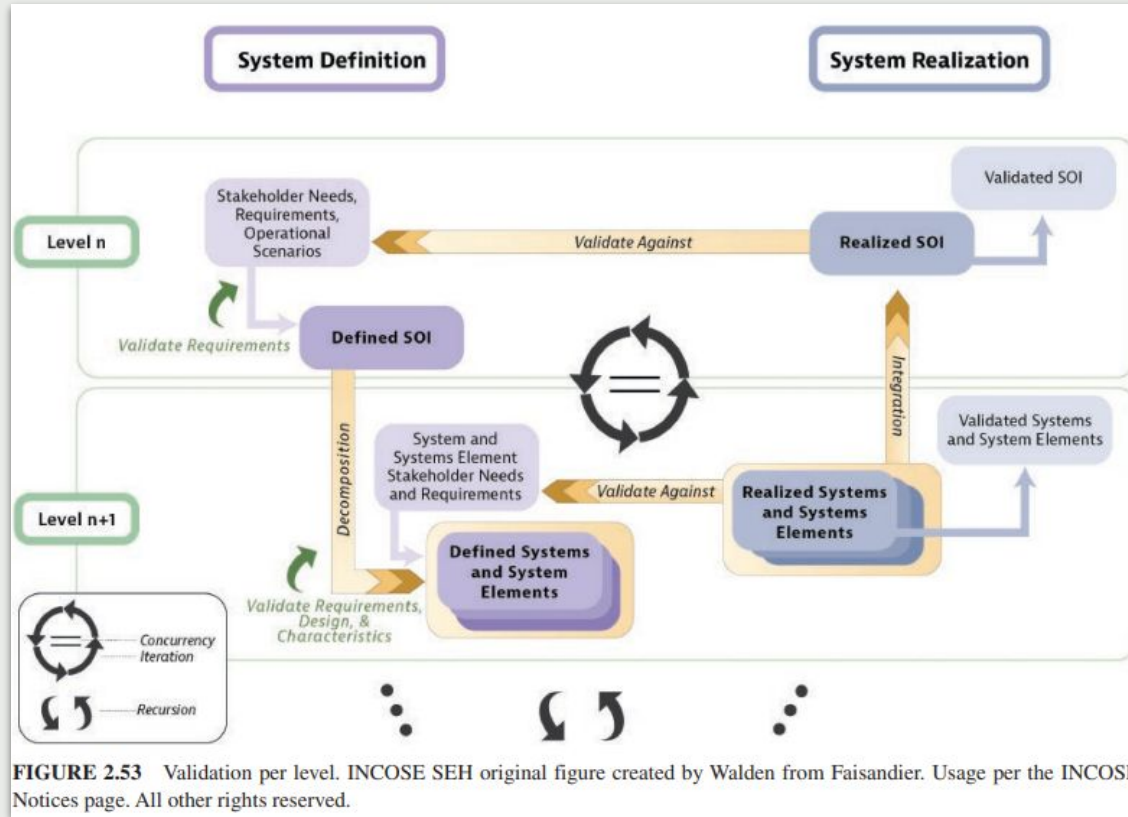 System Definition
System Realization
Level n
Stakeholder Needs,
Requirements,
Operational
Scenarios
Validate Against
Realized SOI
Validated SOI
Validate Requirements
Defined SOI
Integration
Decomposition
Level n+1
System and
Systems Element
Stakeholder Needs
and Requirements
Validate Against
Realized Systems
and Systems
Elements
Validated Systems
and System Elements
Defined Systems
and System
Elements
Validate Requirements,
Design, &
Characteristics
Concurrency
Iteration
Recursion
FIGURE 2.53 Validation per level. INCOSE SEH original figure created by Walden from Faisandier. Usage per the INCOSE
Notices page. All other rights reserved.